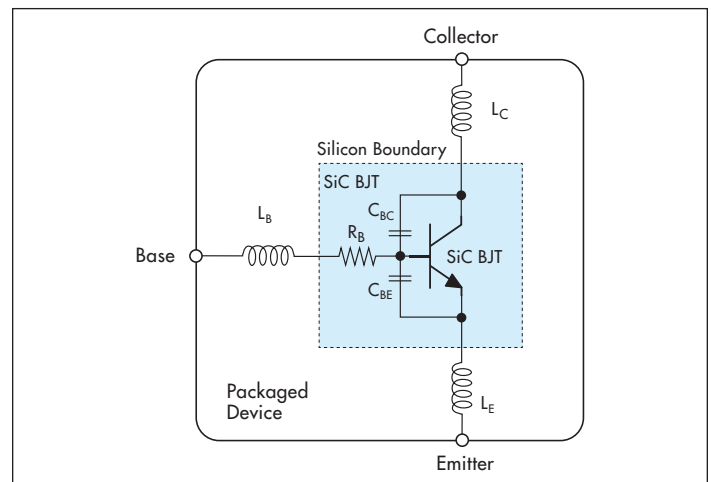 Collector
L_C
Silicon Boundary
SiC BJT
C_BC
L_B
R_B
Base
SiC BJT
C_BE
Packaged
Device
L_E
Emitter